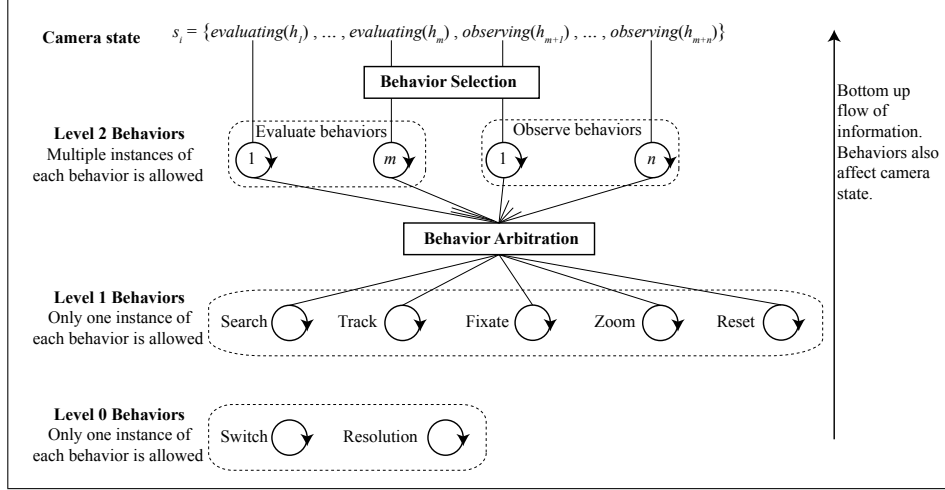 Camera state s_i = {evaluating(h_1) , ... , evaluating(h_m) , observing(h_{m+1}) , ... , observing(h_{m+n})}
Behavior Selection
Level 2 Behaviors
Multiple instances of
each behavior is allowed
Evaluate behaviors
1 m
Observe behaviors
1 n
Behavior Arbitration
Level 1 Behaviors
Only one instance of
each behavior is allowed
Search Track Fixate Zoom Reset
Level 0 Behaviors
Only one instance of
each behavior is allowed
Switch Resolution
Bottom up
flow of
information.
Behaviors also
affect camera
state.